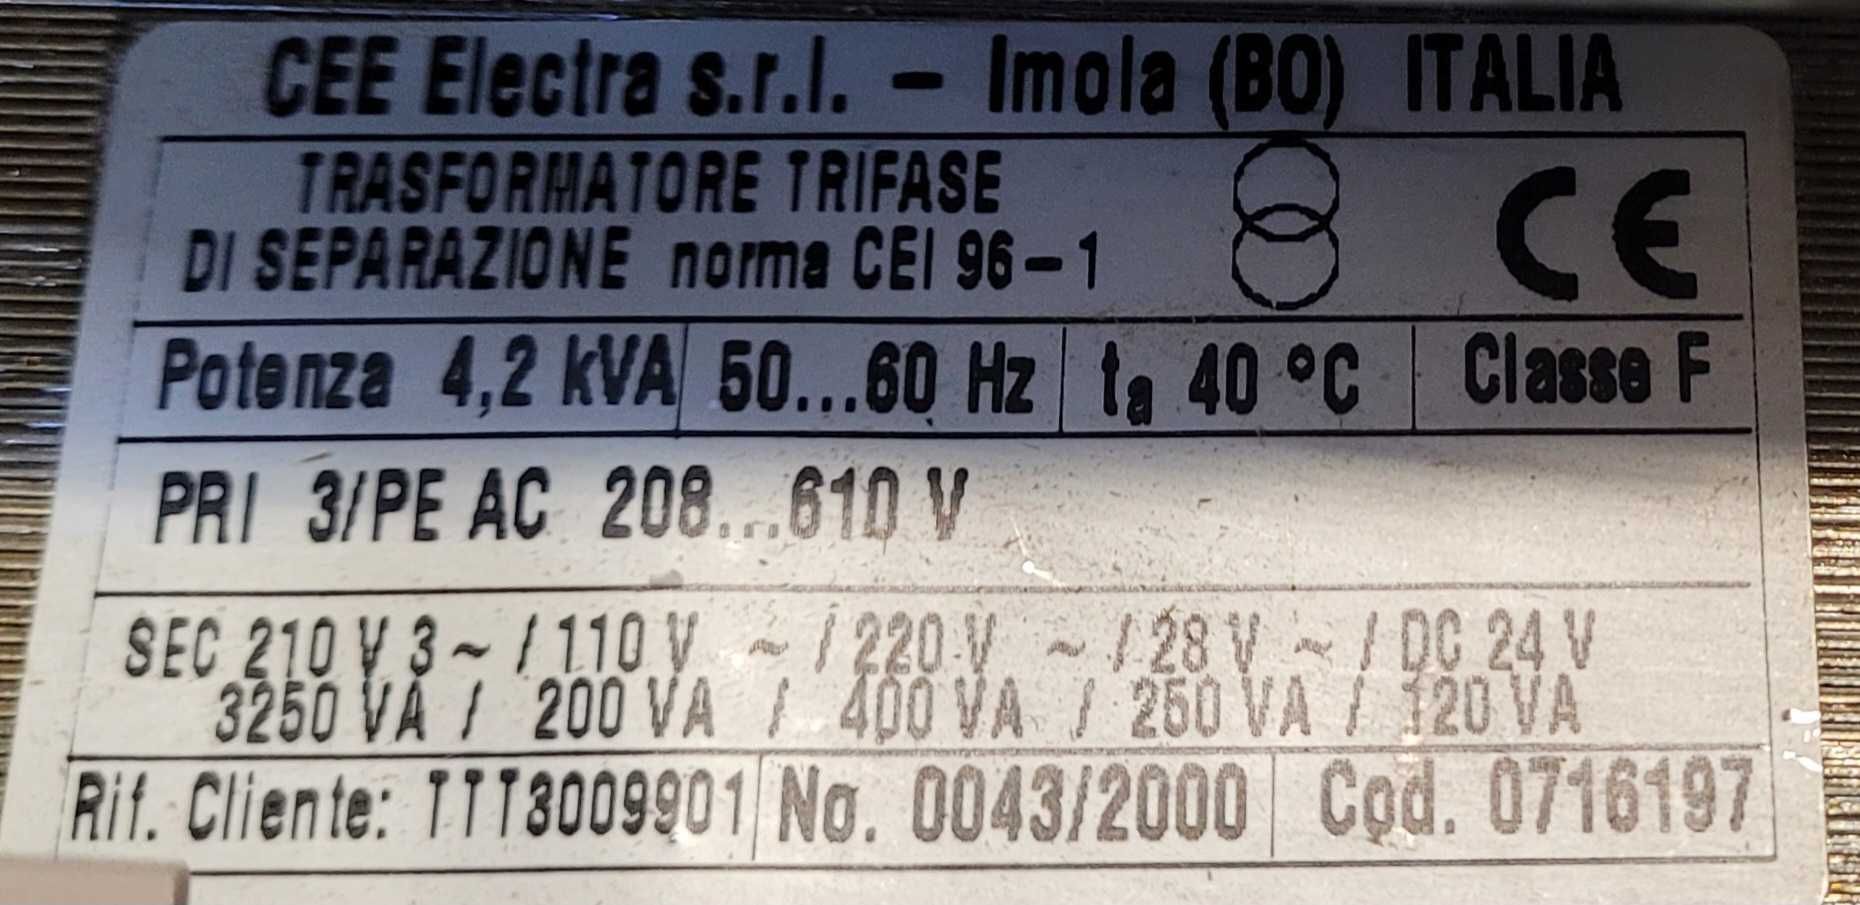 CEE Electra s.r.l. – Imola (BO) ITALIA
TRASFORMATORE TRIFASE
DI SEPARAZIONE norma CEI 96-1
CE
Potenza 4,2 kVA 50...60 Hz ta 40 °C Classe F
PRI 3/PE AC 208...610 V
SEC 210 V 3~ / 110 V ~ / 220 V ~ / 28 V ~ / DC 24 V
3250 VA / 200 VA / 400 VA / 250 VA / 120 VA
Rif. Cliente: TTT3009901 No. 0043/2000 Cod. 0716197